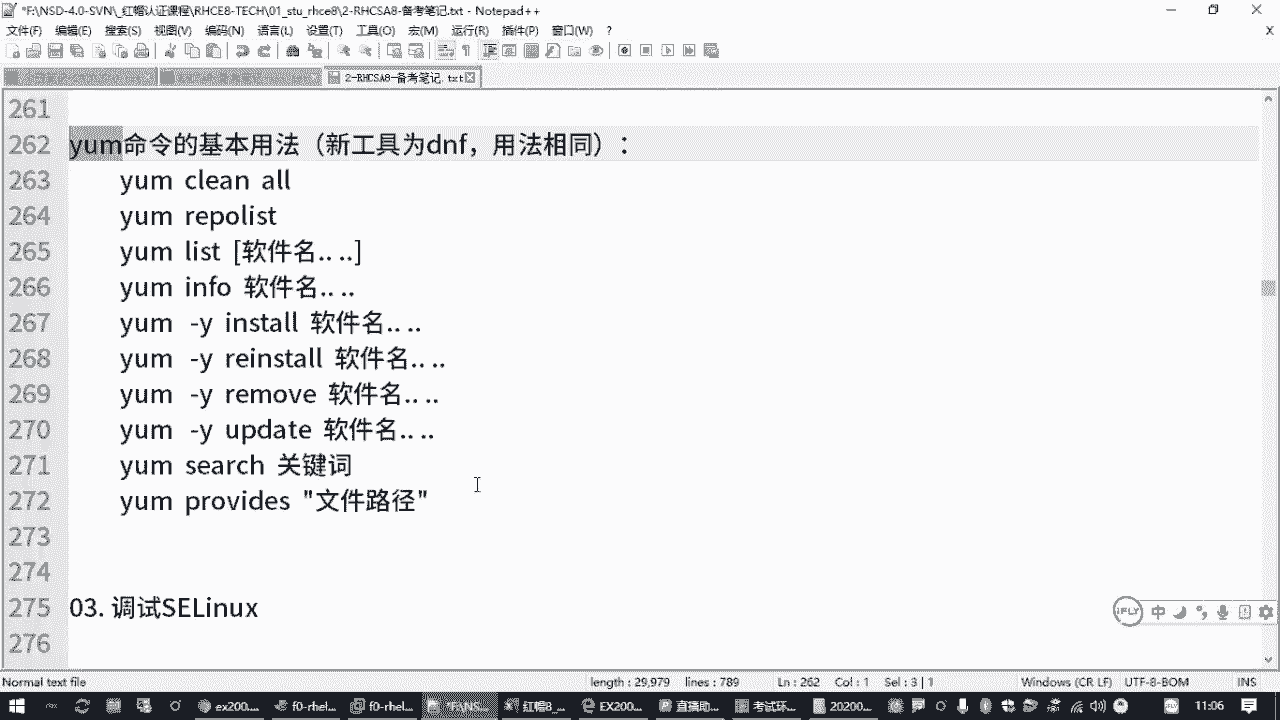 *F:\NSD-4.0-SVN\_红帽认证课程\RHCE8-TECH\01_stu_rhce8\2-RHCSA8-备考笔记.txt - Notepad++
文件(F) 编辑(E) 搜索(S) 视图(V) 编码(N) 语言(L) 设置(T) 工具(O) 宏(M) 运行(R) 插件(P) 窗口(W) ? X
2-RHCSA8-备考笔记.txt
261
262 yum命令的基本用法（新工具为dnf，用法相同）：
263 yum clean all
264 yum repolist
265 yum list [软件名.. ..]
266 yum info 软件名.. ..
267 yum -y install 软件名.. ..
268 yum -y reinstall 软件名.. ..
269 yum -y remove 软件名.. ..
270 yum -y update 软件名.. ..
271 yum search 关键词
272 yum provides "文件路径"
273
274
275 03. 调试SELinux
276
iFLY 中
Normal text file length : 29,979 lines : 789 Ln : 262 Col : 1 Sel : 3 | 1 Windows (CR LF) UTF-8-BOM INS
ex200... f0-rhel... f0-rhel... *F:\NS... 红帽8_... EX200... 直播助... 考试环... 20200... 11:06